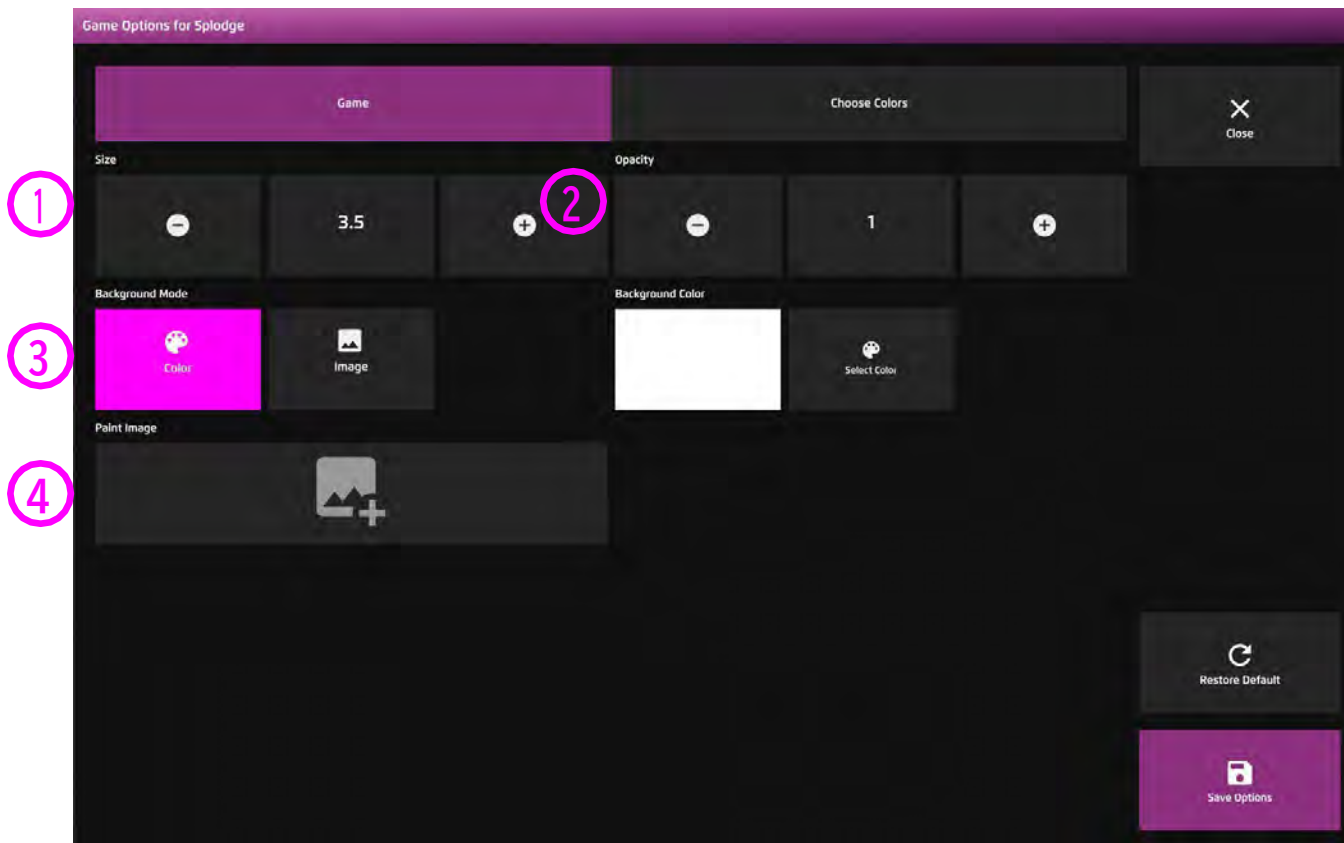 Game Options for Splodge
Game
Choose Colors
Close
Size
Opacity
1
3.5
2
1
Background Mode
Background Color
3
Color
Image
Select Color
Paint Image
4
Restore Default
Save Options